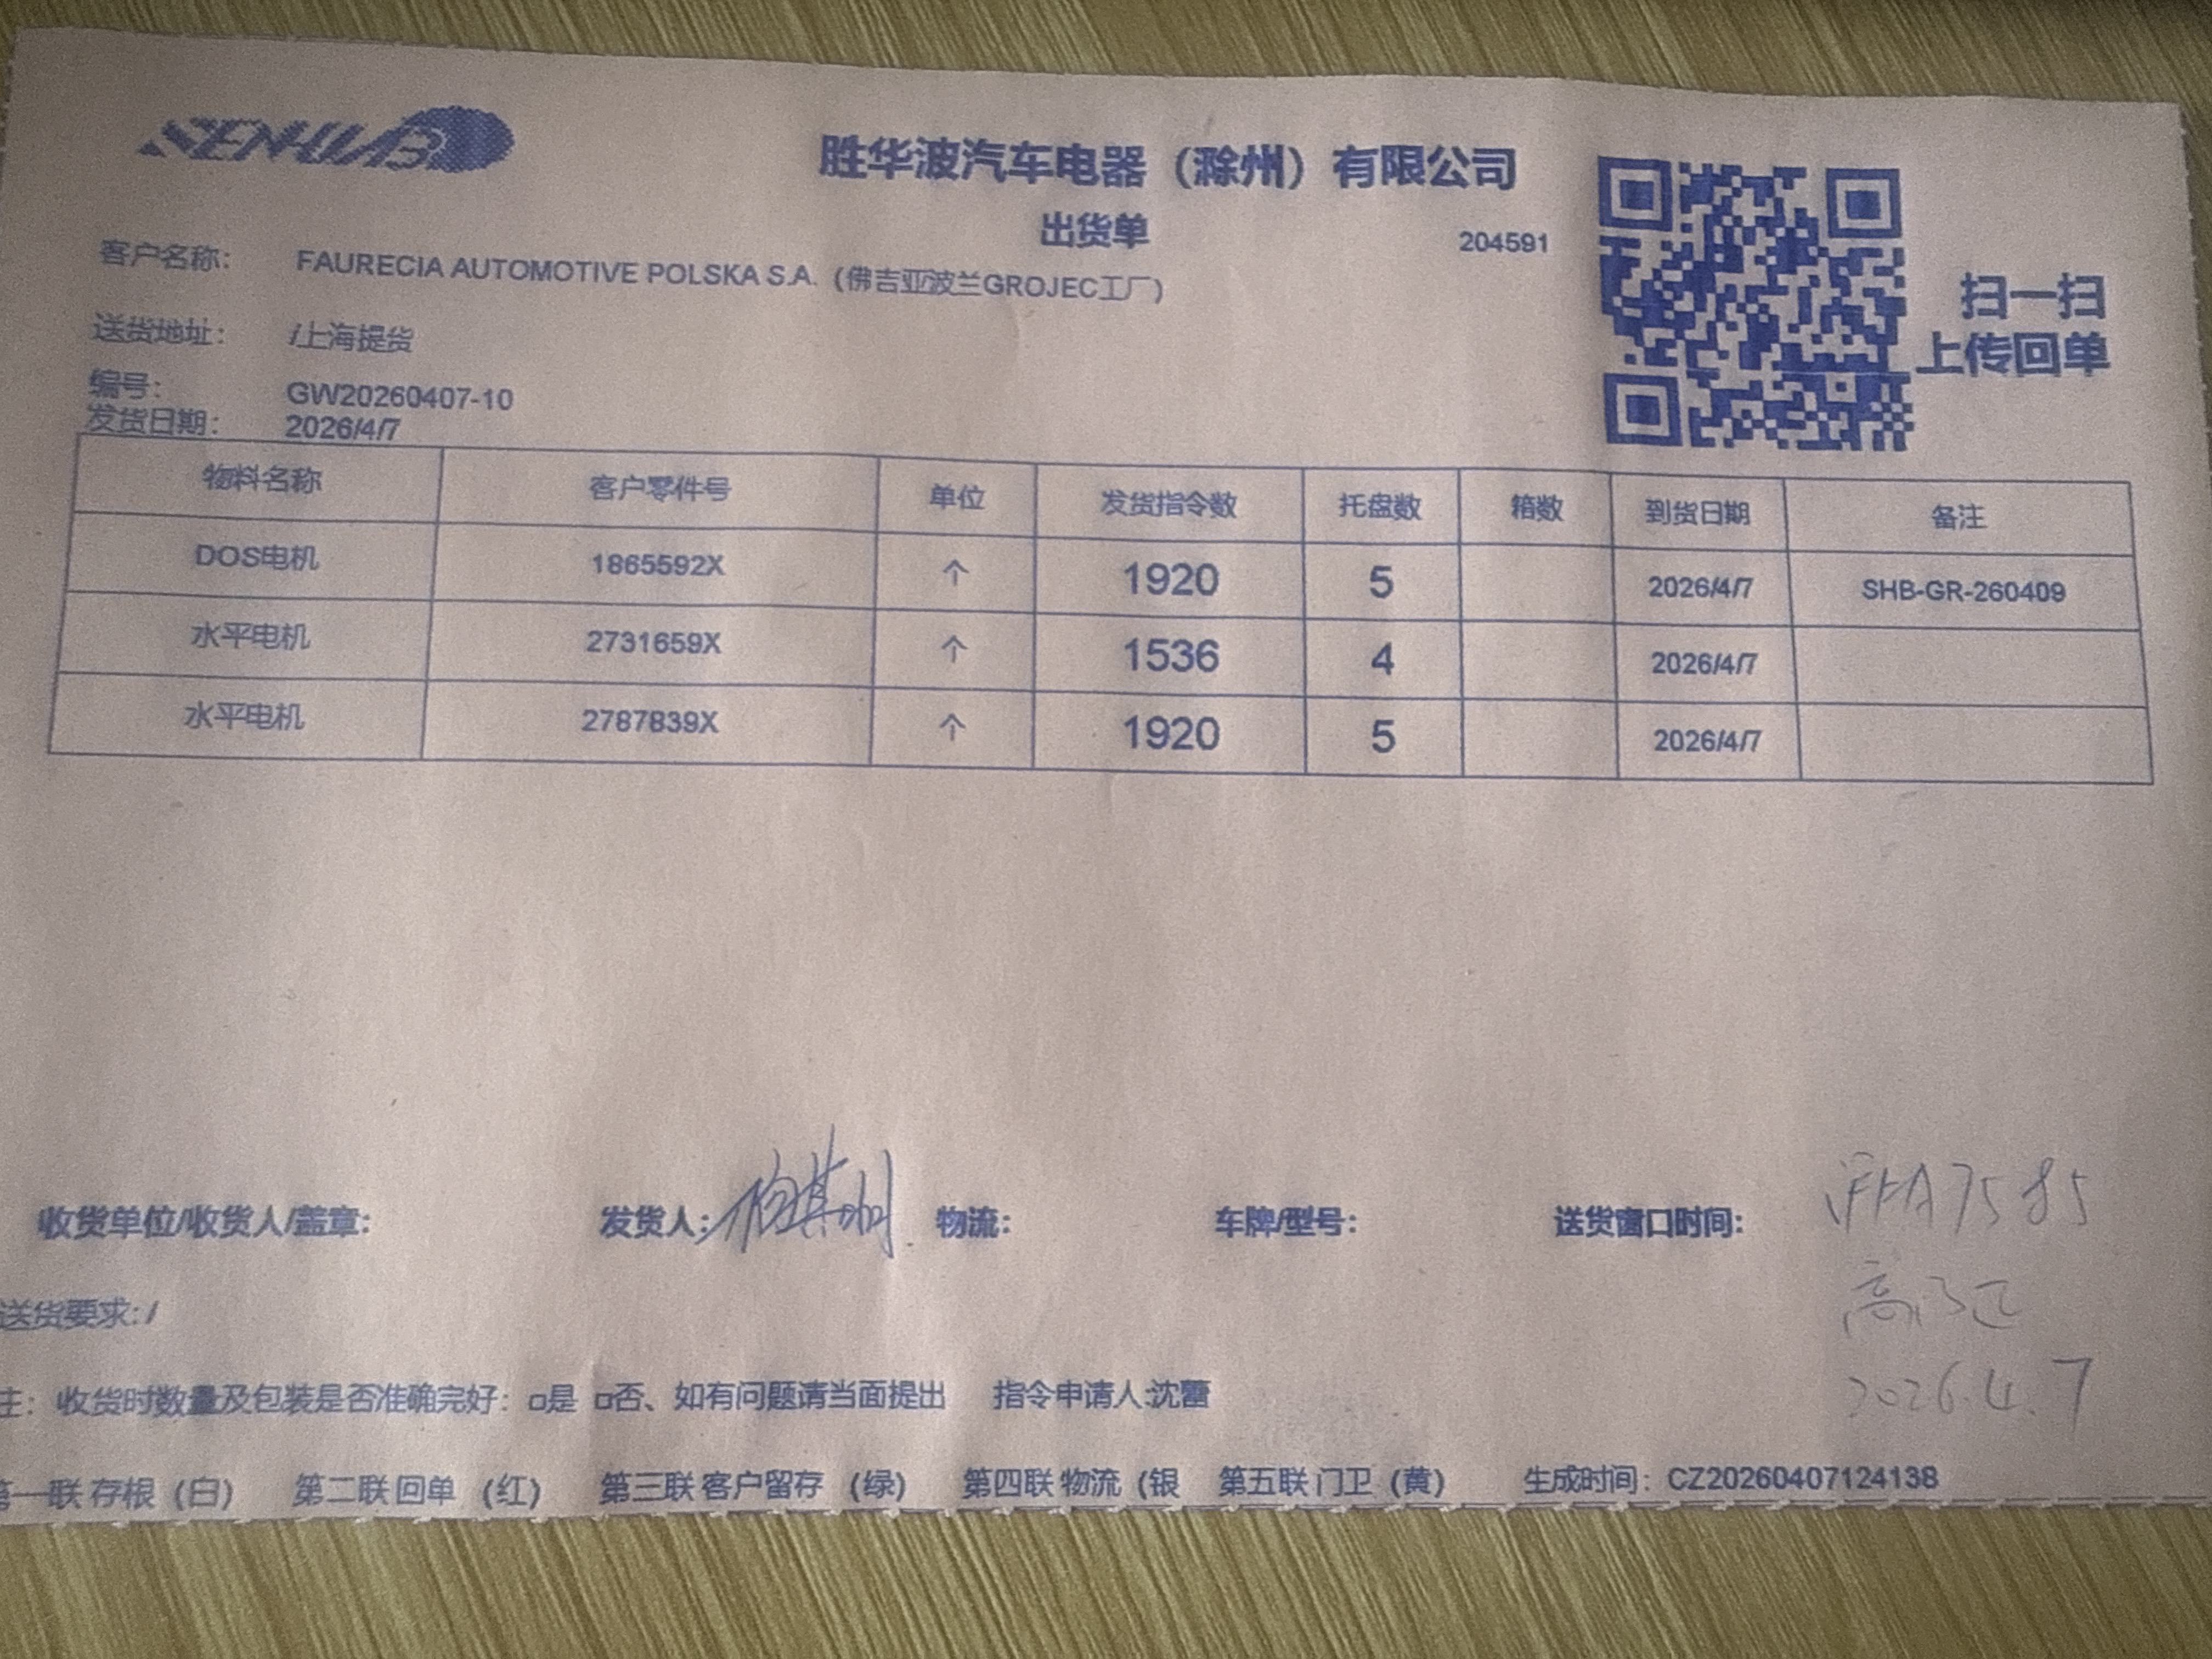 SENHUAB
胜华波汽车电器（滁州）有限公司
出货单
204591
客户名称： FAURECIA AUTOMOTIVE POLSKA S.A.（佛吉亚波兰GROJEC工厂）
扫一扫
上传回单
送货地址： /上海提货
编号： GW20260407-10
发货日期： 2026/4/7
物料名称 客户零件号 单位 发货指令数 托盘数 箱数 到货日期 备注
DOS电机 1865592X 个 1920 5 2026/4/7 SHB-GR-260409
水平电机 2731659X 个 1536 4 2026/4/7
水平电机 2787839X 个 1920 5 2026/4/7
收货单位/收货人/盖章： 发货人： 物流： 车牌/型号： 送货窗口时间：
2026.4.7
送货要求：/
注：收货时数量及包装是否准确完好：□是 □否、如有问题请当面提出 指令申请人:沈蕾
第一联 存根（白） 第二联 回单（红） 第三联 客户留存（绿） 第四联 物流（银 第五联 门卫（黄） 生成时间：CZ20260407124138